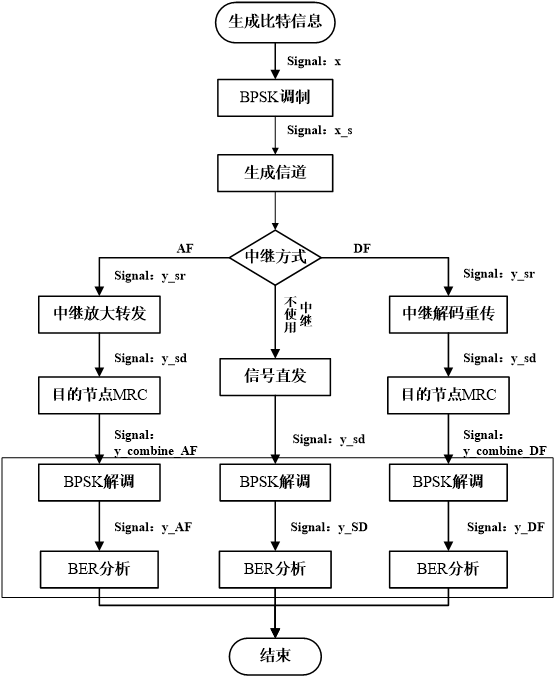 生成比特信息
Signal：x
BPSK调制
Signal：x_s
生成信道
中继方式
AF
DF
Signal：y_sr
不使用
中继
Signal：y_sr
中继放大转发
中继解码重传
Signal：y_sd
信号直发
Signal：y_sd
目的节点MRC
目的节点MRC
Signal：
y_combine_AF
Signal：y_sd
Signal：
y_combine_DF
BPSK解调
BPSK解调
BPSK解调
Signal：y_AF
Signal：y_SD
Signal：y_DF
BER分析
BER分析
BER分析
结束